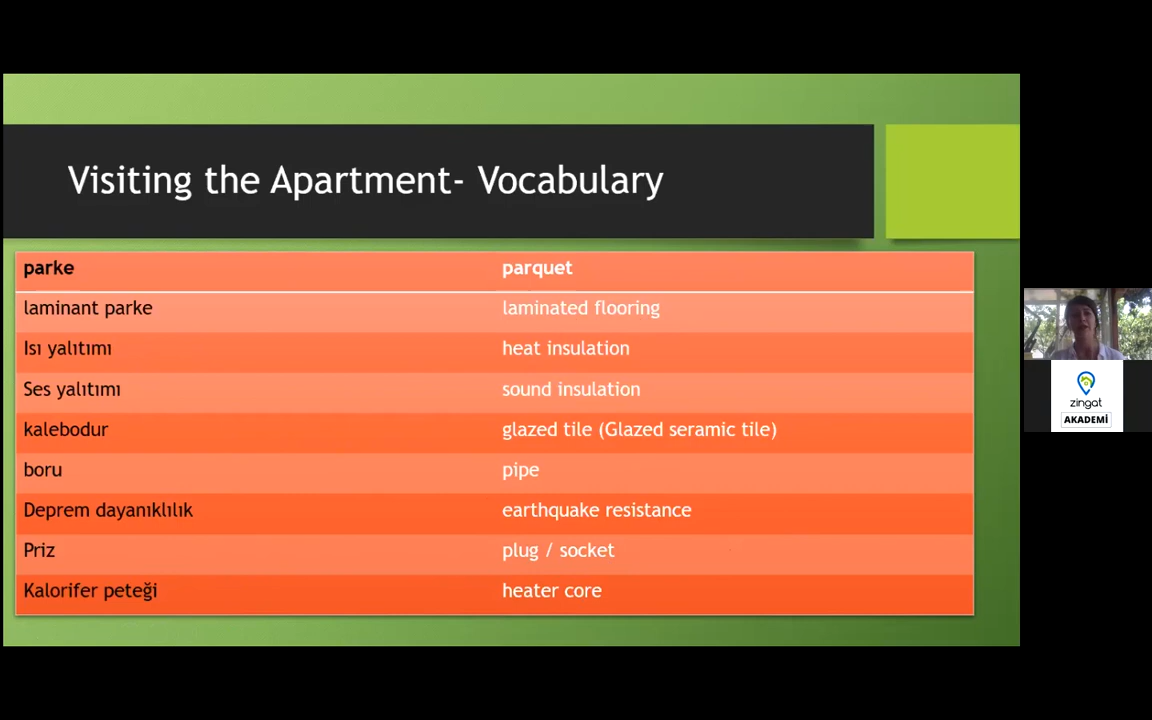 Visiting the Apartment- Vocabulary
parke parquet
laminant parke laminated flooring
Isı yalıtımı heat insulation
Ses yalıtımı sound insulation
kalebodur glazed tile (Glazed seramic tile)
boru pipe
Deprem dayanıklılık earthquake resistance
Priz plug / socket
Kalorifer peteği heater core
zingat
AKADEMİ